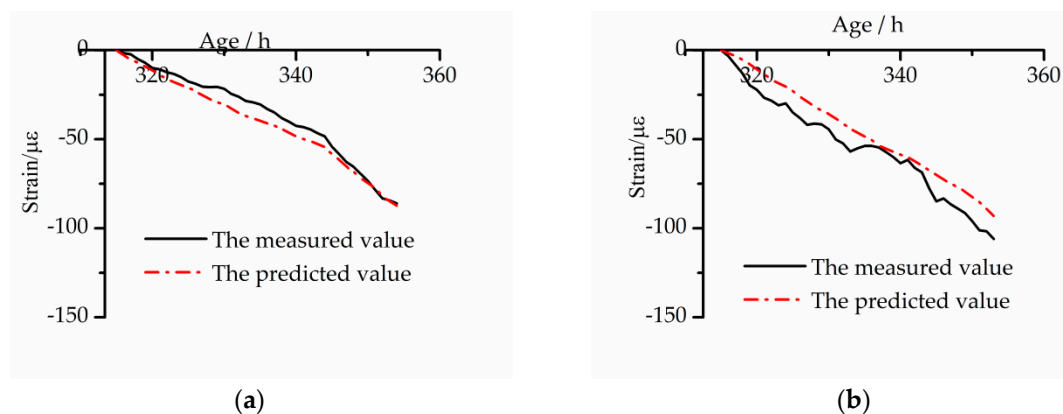 Age / h
0
320
340
360
-50
-100
-150
Strain/με
The measured value
The predicted value
(a)
Age / h
0
320
340
360
-50
-100
-150
Strain/με
The measured value
The predicted value
(b)